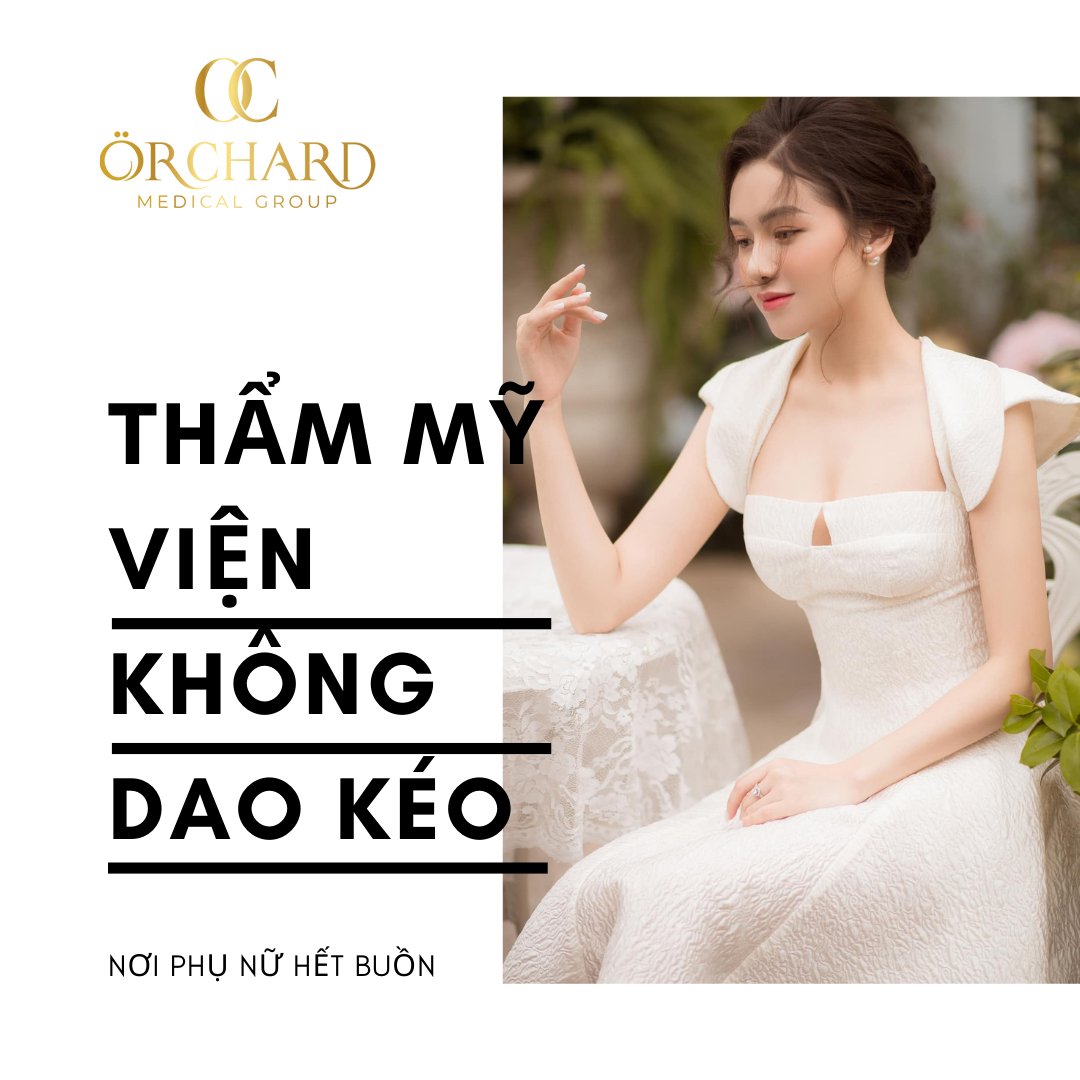 OC
ÖRCHARD
MEDICAL GROUP
THẨM MỸ
VIỆN
KHÔNG
DAO KÉO
NƠI PHỤ NỮ HẾT BUỒN